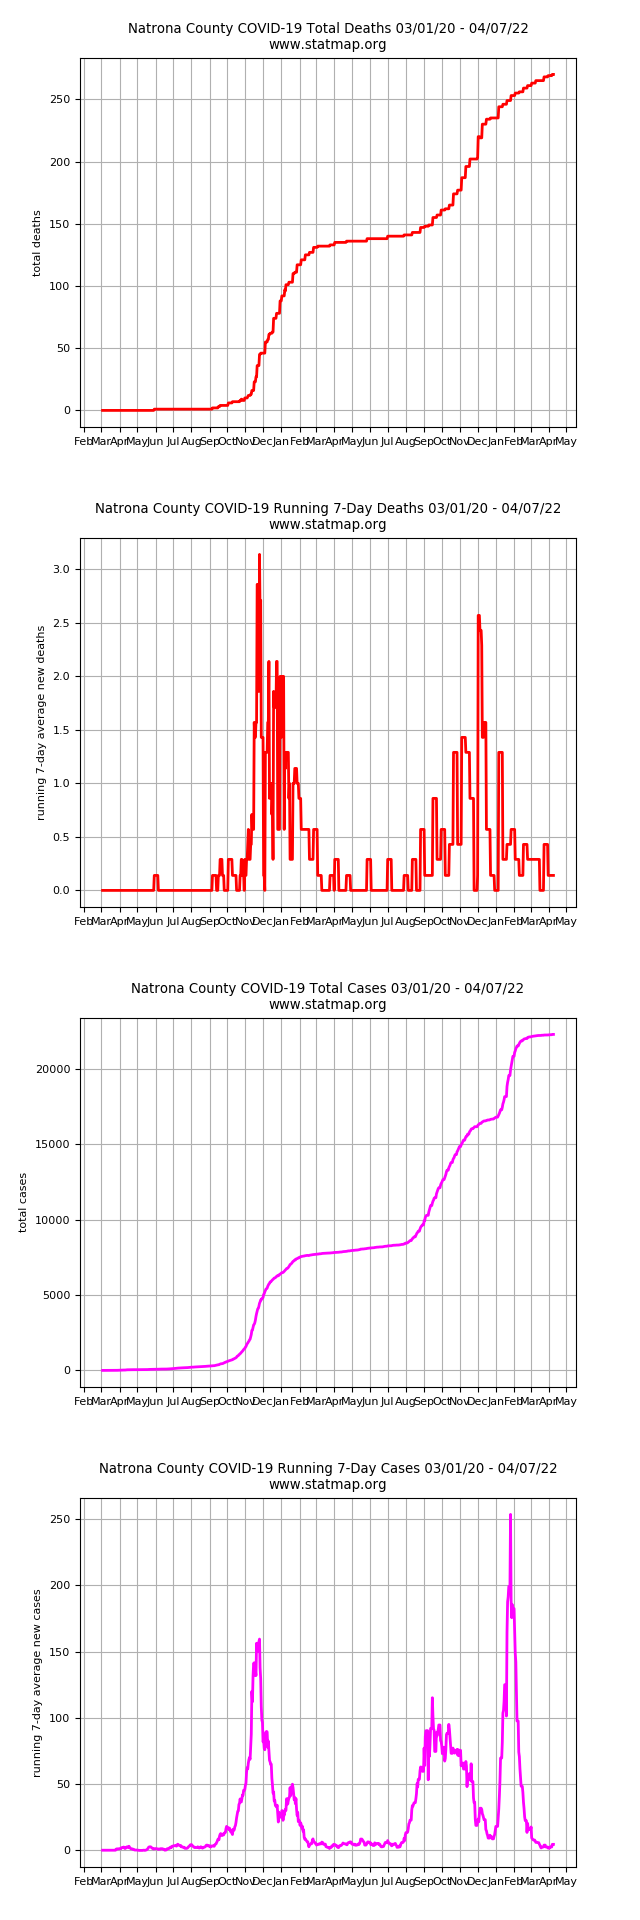 Natrona County COVID-19 Total Deaths 03/01/20 - 04/07/22
www.statmap.org
250
200
150
100
50
0
total deaths
Feb Mar Apr May Jun Jul Aug Sep Oct Nov Dec Jan Feb Mar Apr May Jun Jul Aug Sep Oct Nov Dec Jan Feb Mar Apr May
Natrona County COVID-19 Running 7-Day Deaths 03/01/20 - 04/07/22
www.statmap.org
3.0
2.5
2.0
1.5
1.0
0.5
0.0
running 7-day average new deaths
Feb Mar Apr May Jun Jul Aug Sep Oct Nov Dec Jan Feb Mar Apr May Jun Jul Aug Sep Oct Nov Dec Jan Feb Mar Apr May
Natrona County COVID-19 Total Cases 03/01/20 - 04/07/22
www.statmap.org
20000
15000
10000
5000
0
total cases
Feb Mar Apr May Jun Jul Aug Sep Oct Nov Dec Jan Feb Mar Apr May Jun Jul Aug Sep Oct Nov Dec Jan Feb Mar Apr May
Natrona County COVID-19 Running 7-Day Cases 03/01/20 - 04/07/22
www.statmap.org
250
200
150
100
50
0
running 7-day average new cases
Feb Mar Apr May Jun Jul Aug Sep Oct Nov Dec Jan Feb Mar Apr May Jun Jul Aug Sep Oct Nov Dec Jan Feb Mar Apr May